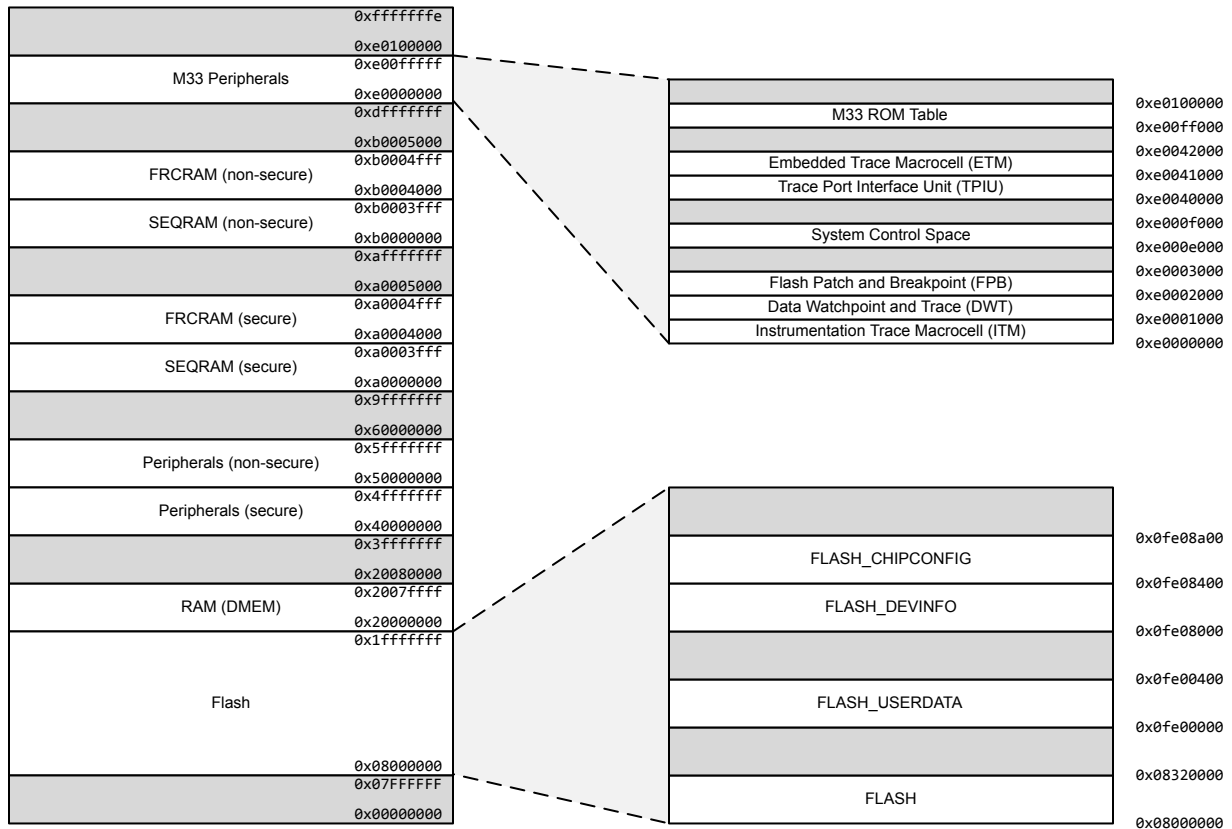 0xfffffffe
0xe0100000
0xe00fffff
M33 Peripherals
0xe0000000
0xdfffffff
0xb0005000
0xb0004fff
FRCRAM (non-secure)
0xb0004000
0xb0003fff
SEQRAM (non-secure)
0xb0000000
0xafffffff
0xa0005000
0xa0004fff
FRCRAM (secure)
0xa0004000
0xa0003fff
SEQRAM (secure)
0xa0000000
0x9fffffff
0x60000000
0x5fffffff
Peripherals (non-secure)
0x50000000
0x4fffffff
Peripherals (secure)
0x40000000
0x3fffffff
0x20080000
0x2007ffff
RAM (DMEM)
0x20000000
0x1fffffff
Flash
0x08000000
0x07FFFFFF
0x00000000
0xe0100000
M33 ROM Table
0xe00ff000
0xe0042000
Embedded Trace Macrocell (ETM)
0xe0041000
Trace Port Interface Unit (TPIU)
0xe0040000
0xe000f000
System Control Space
0xe000e000
0xe0003000
Flash Patch and Breakpoint (FPB)
0xe0002000
Data Watchpoint and Trace (DWT)
0xe0001000
Instrumentation Trace Macrocell (ITM)
0xe0000000
0x0fe08a00
FLASH_CHIPCONFIG
0x0fe08400
FLASH_DEVINFO
0x0fe08000
0x0fe00400
FLASH_USERDATA
0x0fe00000
0x08320000
FLASH
0x08000000